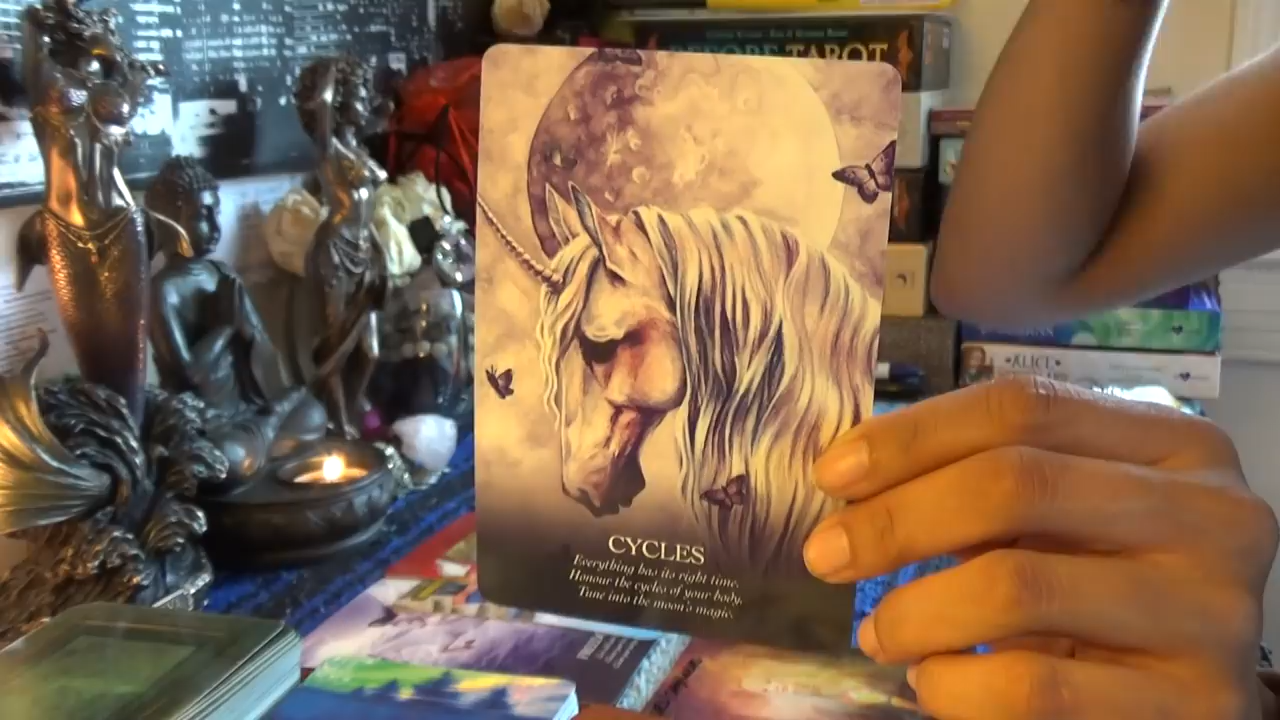 BEFORE TAROT
ALICE
CYCLES
Everything has its right time.
Honour the cycles of your body.
Tune into the moon's magic.